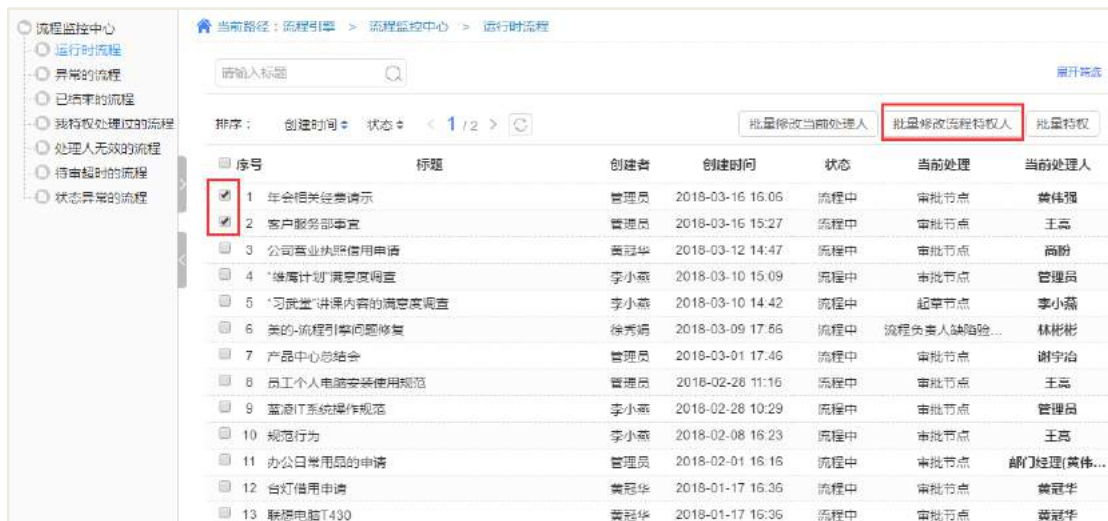 流程监控中心
运行时流程
异常的流程
已结束的流程
我特权处理过的流程
处理人无效的流程
待审超时的流程
状态异常的流程
当前路径：流程引擎 > 流程监控中心 > 运行时流程
请输入标题
展开筛选
排序： 创建时间 状态 < 1 / 2 > 批量修改当前处理人 批量修改流程特权人 批量特权
序号 标题 创建者 创建时间 状态 当前处理 当前处理人
1 年会相关经费请示 管理员 2018-03-16 16:06 流程中 审批节点 黄伟强
2 客户服务部事宜 管理员 2018-03-16 15:27 流程中 审批节点 王亮
3 公司营业执照借用申请 黄冠华 2018-03-12 14:47 流程中 审批节点 高盼
4 “雄鹰计划”满意度调查 李小燕 2018-03-10 15:09 流程中 审批节点 管理员
5 “习武堂”讲课内容的满意度调查 李小燕 2018-03-10 14:42 流程中 起草节点 李小燕
6 美的-流程引擎问题修复 徐秀娟 2018-03-09 17:56 流程中 流程负责人缺陷验... 林彬彬
7 产品中心总结会 管理员 2018-03-01 17:46 流程中 审批节点 谢宇治
8 员工个人电脑安装使用规范 管理员 2018-02-28 11:16 流程中 审批节点 王亮
9 蓝凌IT系统操作规范 李小燕 2018-02-28 10:29 流程中 审批节点 管理员
10 规范行为 李小燕 2018-02-08 16:23 流程中 审批节点 王亮
11 办公日常用品的申请 管理员 2018-02-01 16:16 流程中 审批节点 部门经理(黄伟...
12 台灯借用申请 黄冠华 2018-01-17 16:36 流程中 审批节点 黄冠华
13 联想电脑T430 黄冠华 2018-01-17 16:36 流程中 审批节点 黄冠华